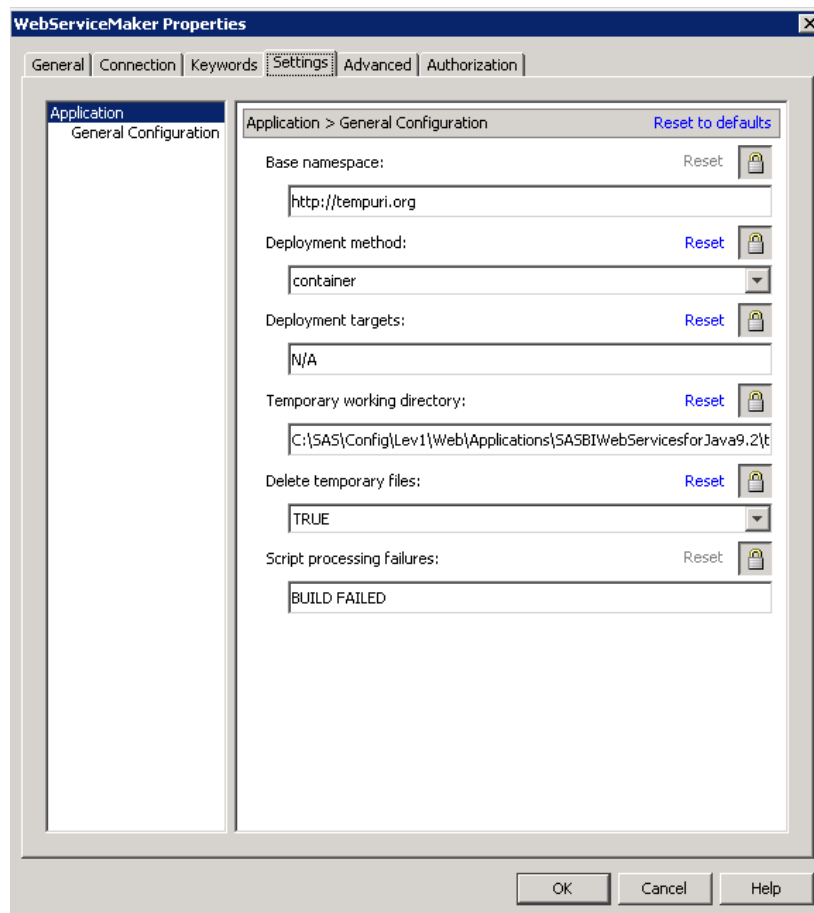 WebServiceMaker Properties
General Connection Keywords Settings Advanced Authorization
Application
General Configuration
Application > General Configuration Reset to defaults
Base namespace: Reset
http://tempuri.org
Deployment method: Reset
container
Deployment targets: Reset
N/A
Temporary working directory: Reset
C:\SAS\Config\Lev1\Web\Applications\SASBIWebServicesforJava9.2\t
Delete temporary files: Reset
TRUE
Script processing failures: Reset
BUILD FAILED
OK Cancel Help